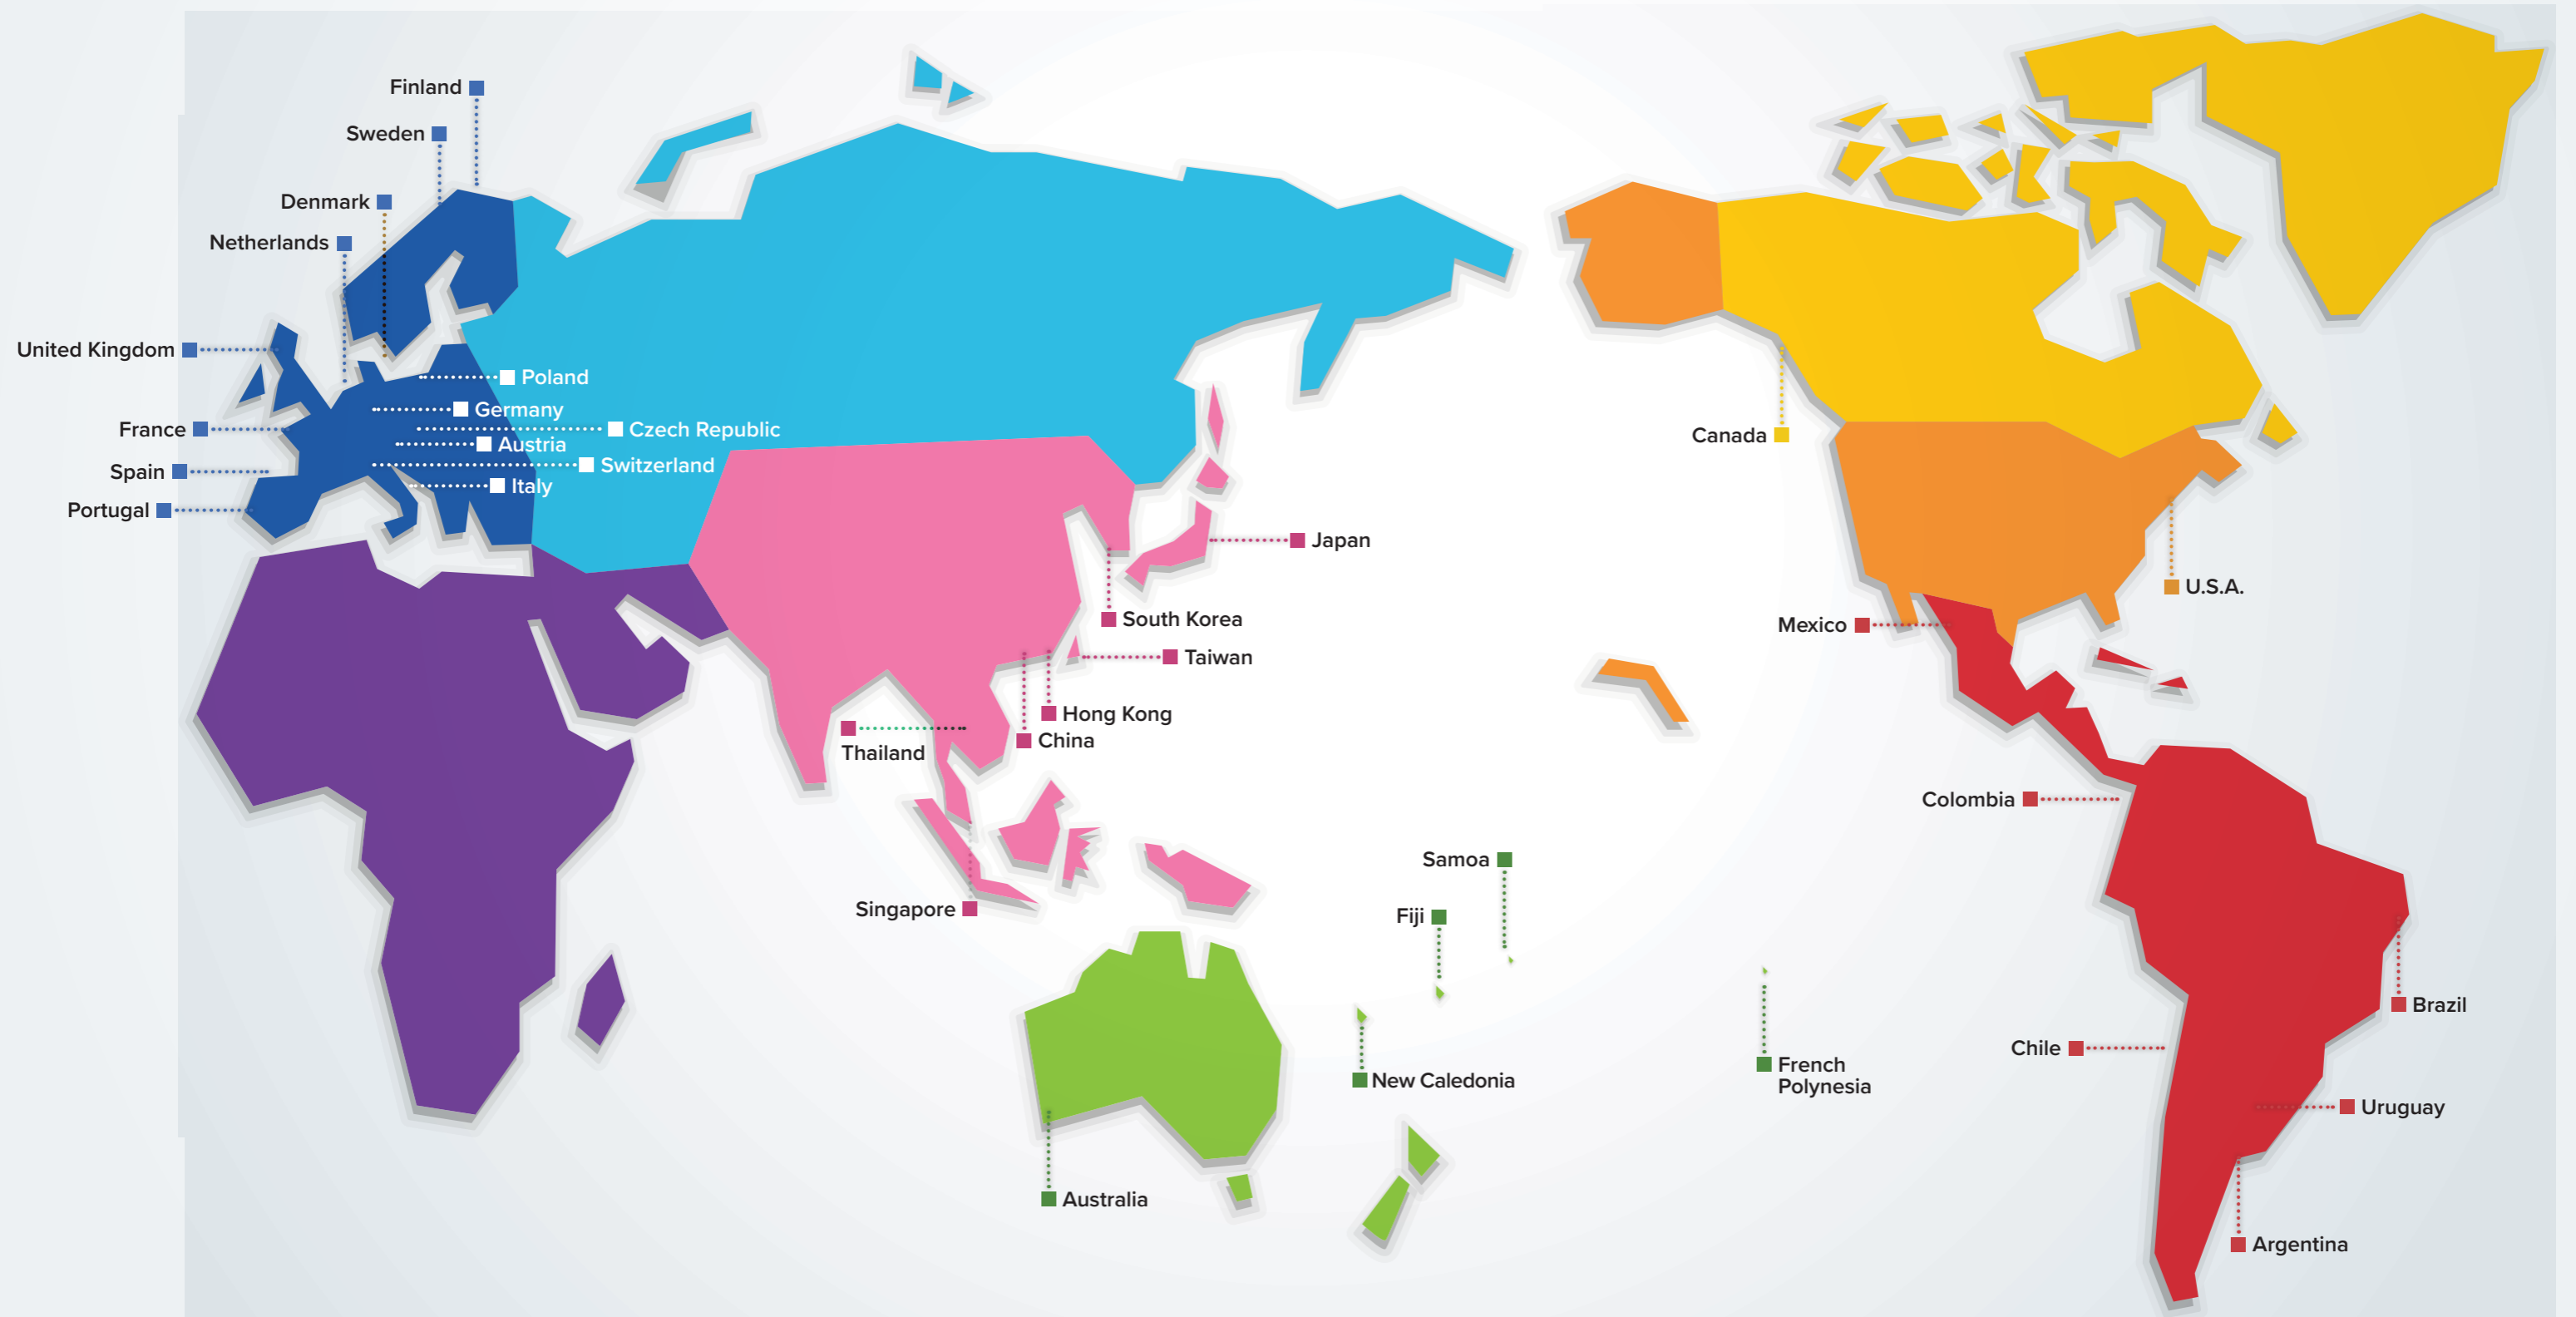 Finland
Sweden
Denmark
Netherlands
United Kingdom
Poland
Germany
France
Czech Republic
Austria
Switzerland
Spain
Italy
Portugal
Japan
South Korea
Taiwan
Hong Kong
China
Thailand
Singapore
Samoa
Fiji
New Caledonia
French
Polynesia
Australia
Canada
U.S.A.
Mexico
Colombia
Brazil
Chile
Uruguay
Argentina